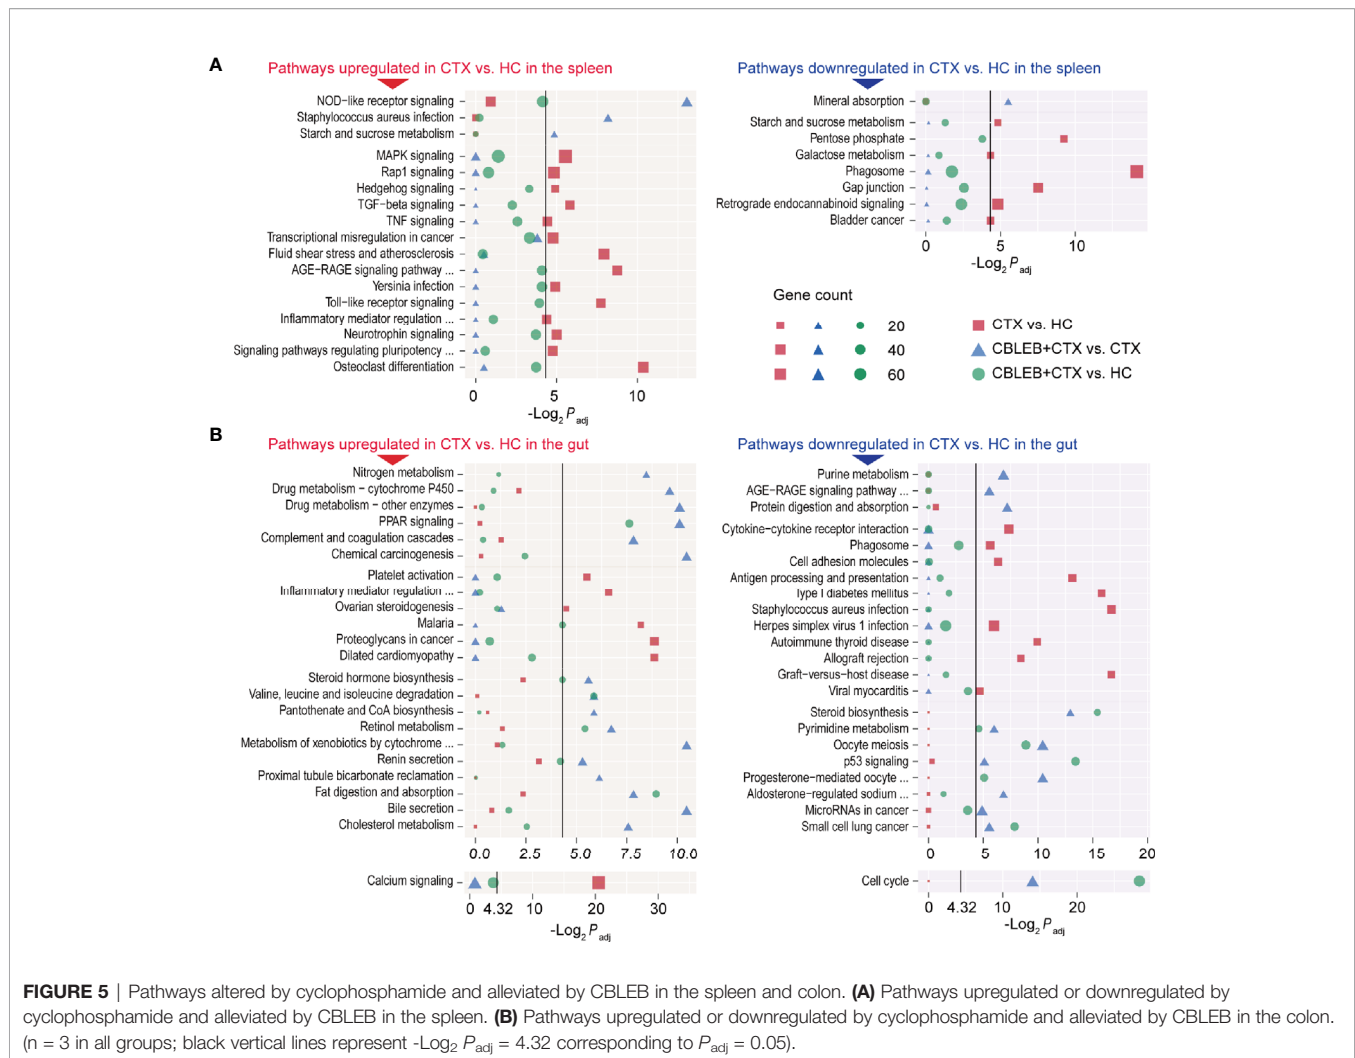 A
Pathways upregulated in CTX vs. HC in the spleen
NOD−like receptor signaling
Staphylococcus aureus infection
Starch and sucrose metabolism
MAPK signaling
Rap1 signaling
Hedgehog signaling
TGF−beta signaling
TNF signaling
Transcriptional misregulation in cancer
Fluid shear stress and atherosclerosis
AGE−RAGE signaling pathway ...
Yersinia infection
Toll−like receptor signaling
Inflammatory mediator regulation ...
Neurotrophin signaling
Signaling pathways regulating pluripotency ...
Osteoclast differentiation
0 5 10
-Log2 Padj
Pathways downregulated in CTX vs. HC in the spleen
Mineral absorption
Starch and sucrose metabolism
Pentose phosphate
Galactose metabolism
Phagosome
Gap junction
Retrograde endocannabinoid signaling
Bladder cancer
0 5 10
-Log2 Padj
Gene count
20 CTX vs. HC
40 CBLEB+CTX vs. CTX
60 CBLEB+CTX vs. HC
B
Pathways upregulated in CTX vs. HC in the gut
Nitrogen metabolism
Drug metabolism − cytochrome P450
Drug metabolism − other enzymes
PPAR signaling
Complement and coagulation cascades
Chemical carcinogenesis
Platelet activation
Inflammatory mediator regulation ...
Ovarian steroidogenesis
Malaria
Proteoglycans in cancer
Dilated cardiomyopathy
Steroid hormone biosynthesis
Valine, leucine and isoleucine degradation
Pantothenate and CoA biosynthesis
Retinol metabolism
Metabolism of xenobiotics by cytochrome ...
Renin secretion
Proximal tubule bicarbonate reclamation
Fat digestion and absorption
Bile secretion
Cholesterol metabolism
0.0 2.5 5.0 7.5 10.0
Calcium signaling
0 4.32 10 20 30
-Log2 Padj
Pathways downregulated in CTX vs. HC in the gut
Purine metabolism
AGE−RAGE signaling pathway ...
Protein digestion and absorption
Cytokine−cytokine receptor interaction
Phagosome
Cell adhesion molecules
Antigen processing and presentation
Type I diabetes mellitus
Staphylococcus aureus infection
Herpes simplex virus 1 infection
Autoimmune thyroid disease
Allograft rejection
Graft−versus−host disease
Viral myocarditis
Steroid biosynthesis
Pyrimidine metabolism
Oocyte meiosis
p53 signaling
Progesterone−mediated oocyte ...
Aldosterone−regulated sodium ...
MicroRNAs in cancer
Small cell lung cancer
0 5 10 15 20
Cell cycle
0 4.32 10 20
-Log2 Padj
FIGURE 5 | Pathways altered by cyclophosphamide and alleviated by CBLEB in the spleen and colon. (A) Pathways upregulated or downregulated by
cyclophosphamide and alleviated by CBLEB in the spleen. (B) Pathways upregulated or downregulated by cyclophosphamide and alleviated by CBLEB in the colon.
(n = 3 in all groups; black vertical lines represent -Log2 Padj = 4.32 corresponding to Padj = 0.05).